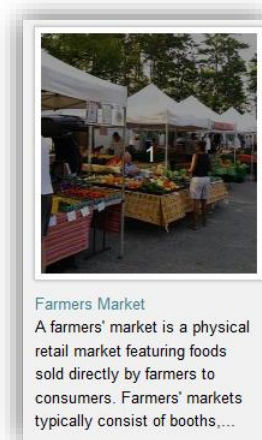 1
Farmers Market
A farmers' market is a physical
retail market featuring foods
sold directly by farmers to
consumers. Farmers' markets
typically consist of booths,...